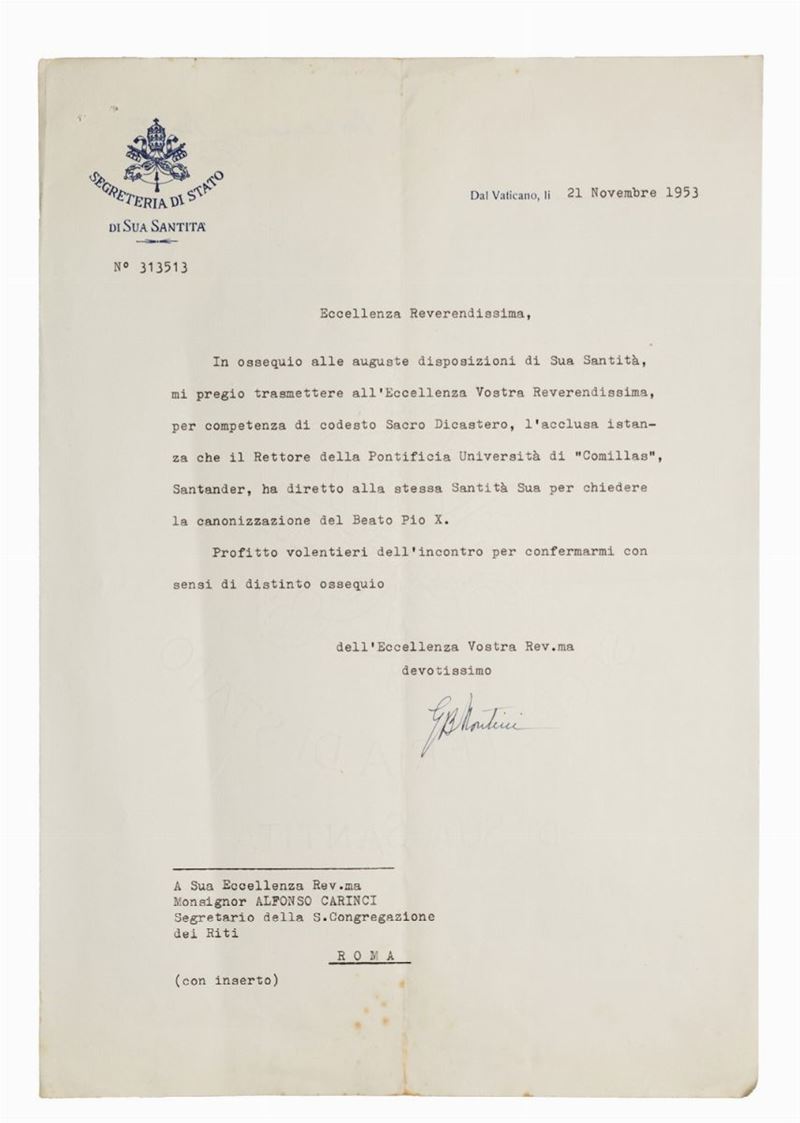 SEGRETERIA DI STATO
DI SUA SANTITA'
Nº 313513
Dal Vaticano, li 21 Novembre 1953
Eccellenza Reverendissima,
In ossequio alle auguste disposizioni di Sua Santità,
mi pregio trasmettere all'Eccellenza Vostra Reverendissima,
per competenza di codesto Sacro Dicastero, l'acclusa istan-
za che il Rettore della Pontificia Università di "Comillas",
Santander, ha diretto alla stessa Santità Sua per chiedere
la canonizzazione del Beato Pio X.
Profitto volentieri dell'incontro per confermarmi con
sensi di distinto ossequio
dell'Eccellenza Vostra Rev.ma
devotissimo
GB Montini
A Sua Eccellenza Rev.ma
Monsignor ALFONSO CARINCI
Segretario della S.Congregazione
dei Riti
R O M A
(con inserto)